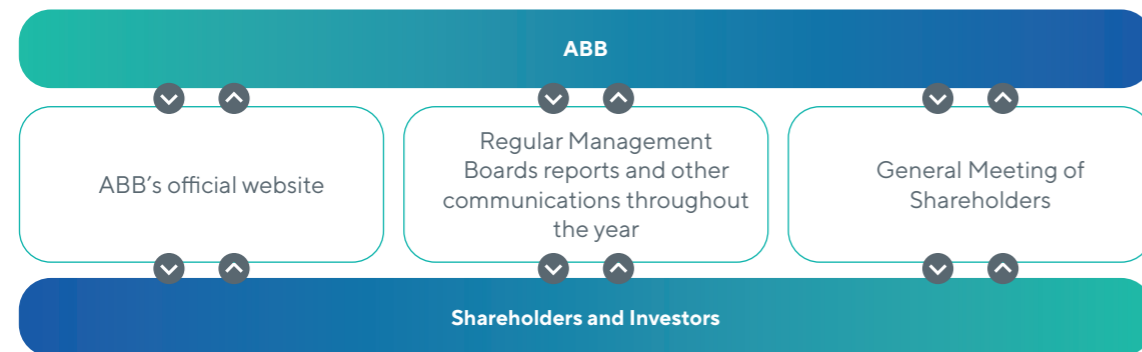 ABB
ABB's official website
Regular Management
Boards reports and other
communications throughout
the year
General Meeting of
Shareholders
Shareholders and Investors